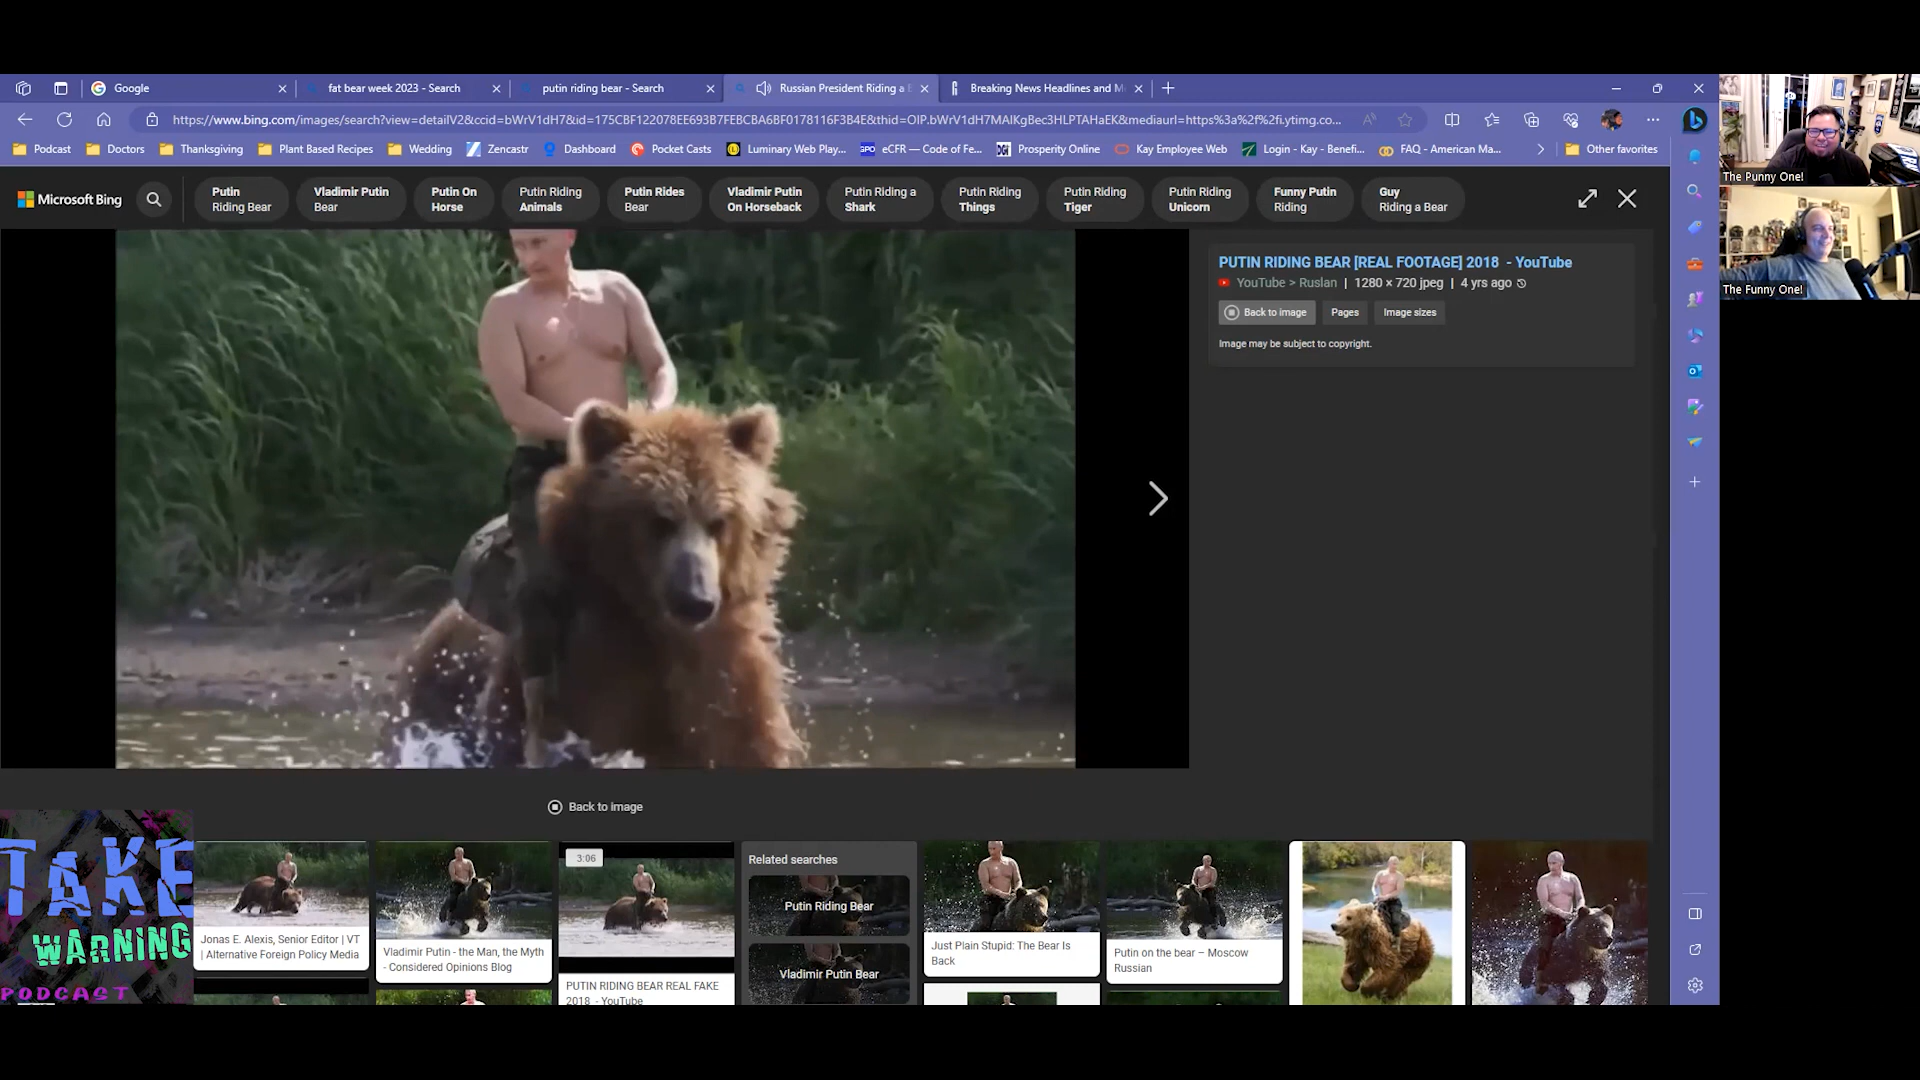 Google
fat bear week 2023 - Search
putin riding bear - Search
Russian President Riding a
Breaking News Headlines and M
https://www.bing.com/images/search?view=detailV2&ccid=bWrV1dH7&id=175CBF122078EE693B7FEBCBA6BF0178116F3B4E&thid=OIP.bWrV1dH7MAIKgBec3HLPTAHaEK&mediaurl=https%3a%2f%2fi.ytimg.co...
Podcast
Doctors
Thanksgiving
Plant Based Recipes
Wedding
Zencastr
Dashboard
Pocket Casts
Luminary Web Play...
eCFR — Code of Fe...
Prosperity Online
Kay Employee Web
Login - Kay - Benefi...
FAQ - American Ma...
Other favorites
The Punny One!
Microsoft Bing
Putin
Riding Bear
Vladimir Putin
Bear
Putin On
Horse
Putin Riding
Animals
Putin Rides
Bear
Vladimir Putin
On Horseback
Putin Riding a
Shark
Putin Riding
Things
Putin Riding
Tiger
Putin Riding
Unicorn
Funny Putin
Riding
Guy
Riding a Bear
PUTIN RIDING BEAR [REAL FOOTAGE] 2018 - YouTube
YouTube > Ruslan | 1280 × 720 jpeg | 4 yrs ago
The Funny One!
Back to image
Pages
Image sizes
Image may be subject to copyright.
Back to image
TAKE
WARNING
PODCAST
Jonas E. Alexis, Senior Editor | VT
| Alternative Foreign Policy Media
Vladimir Putin - the Man, the Myth
- Considered Opinions Blog
3:06
PUTIN RIDING BEAR REAL FAKE
2018 - YouTube
Related searches
Putin Riding Bear
Vladimir Putin Bear
Just Plain Stupid: The Bear Is
Back
Putin on the bear – Moscow
Russian